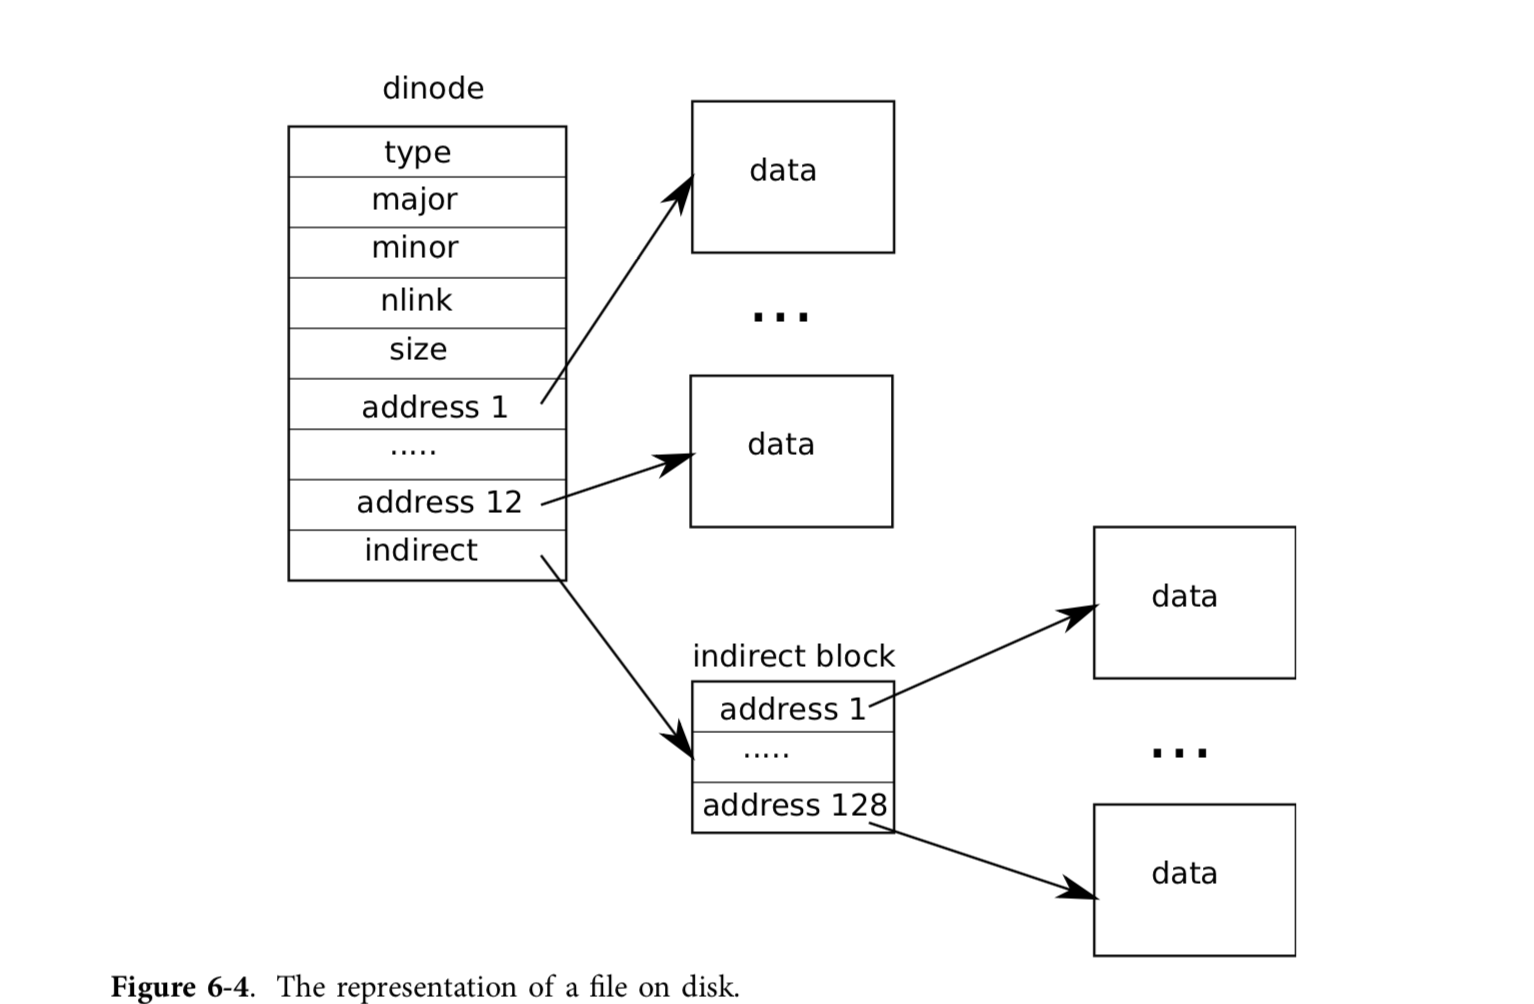 dinode
type
major
minor
nlink
size
address 1
.....
address 12
indirect
data
...
data
indirect block
address 1
.....
address 128
data
...
data
Figure 6-4. The representation of a file on disk.